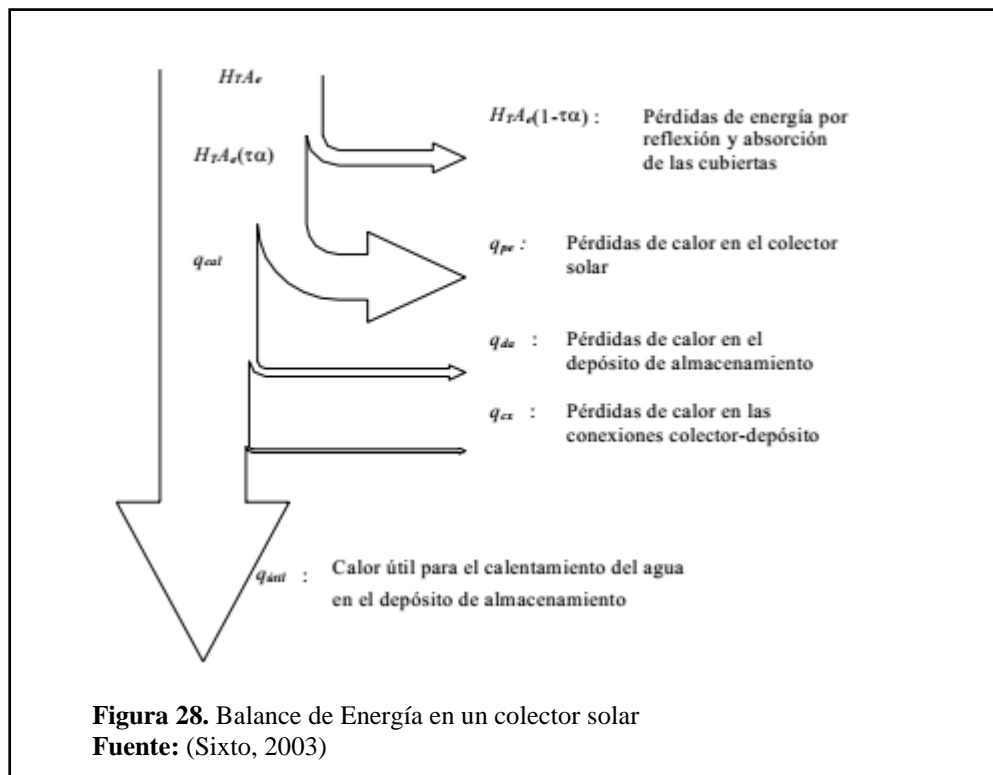 HTAe
HTAe(1-τα) : Pérdidas de energía por
reflexión y absorción
de las cubiertas
HTAe(τα)
qpe : Pérdidas de calor en el colector
solar
qcal
qda : Pérdidas de calor en el
depósito de almacenamiento
qcx : Pérdidas de calor en las
conexiones colector-depósito
qútil : Calor útil para el calentamiento del agua
en el depósito de almacenamiento
Figura 28. Balance de Energía en un colector solar
Fuente: (Sixto, 2003)